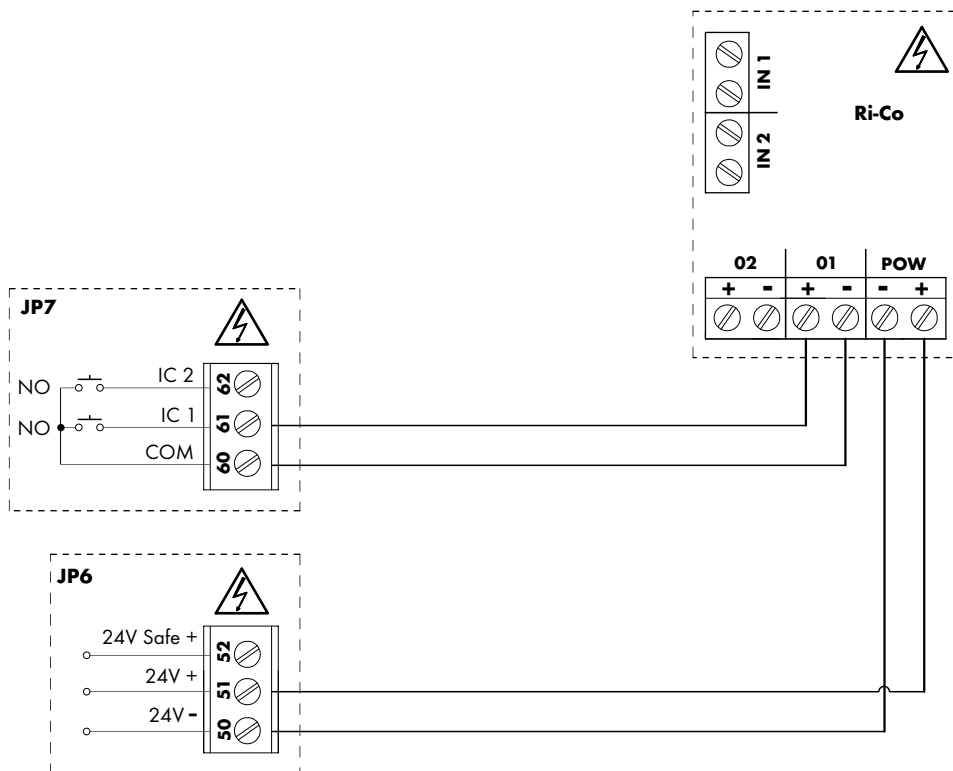 IN 1
Ri-Co
IN 2
02 01 POW
+ - + - - +
JP7
NO IC 2 62
NO IC 1 61
COM 60
JP6
24V Safe + 52
24V + 51
24V - 50